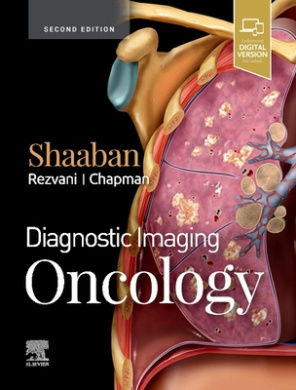 SECOND EDITION
Enhanced
DIGITAL
VERSION
Included
Shaaban
Rezvani | Chapman
Diagnostic Imaging
Oncology
ELSEVIER